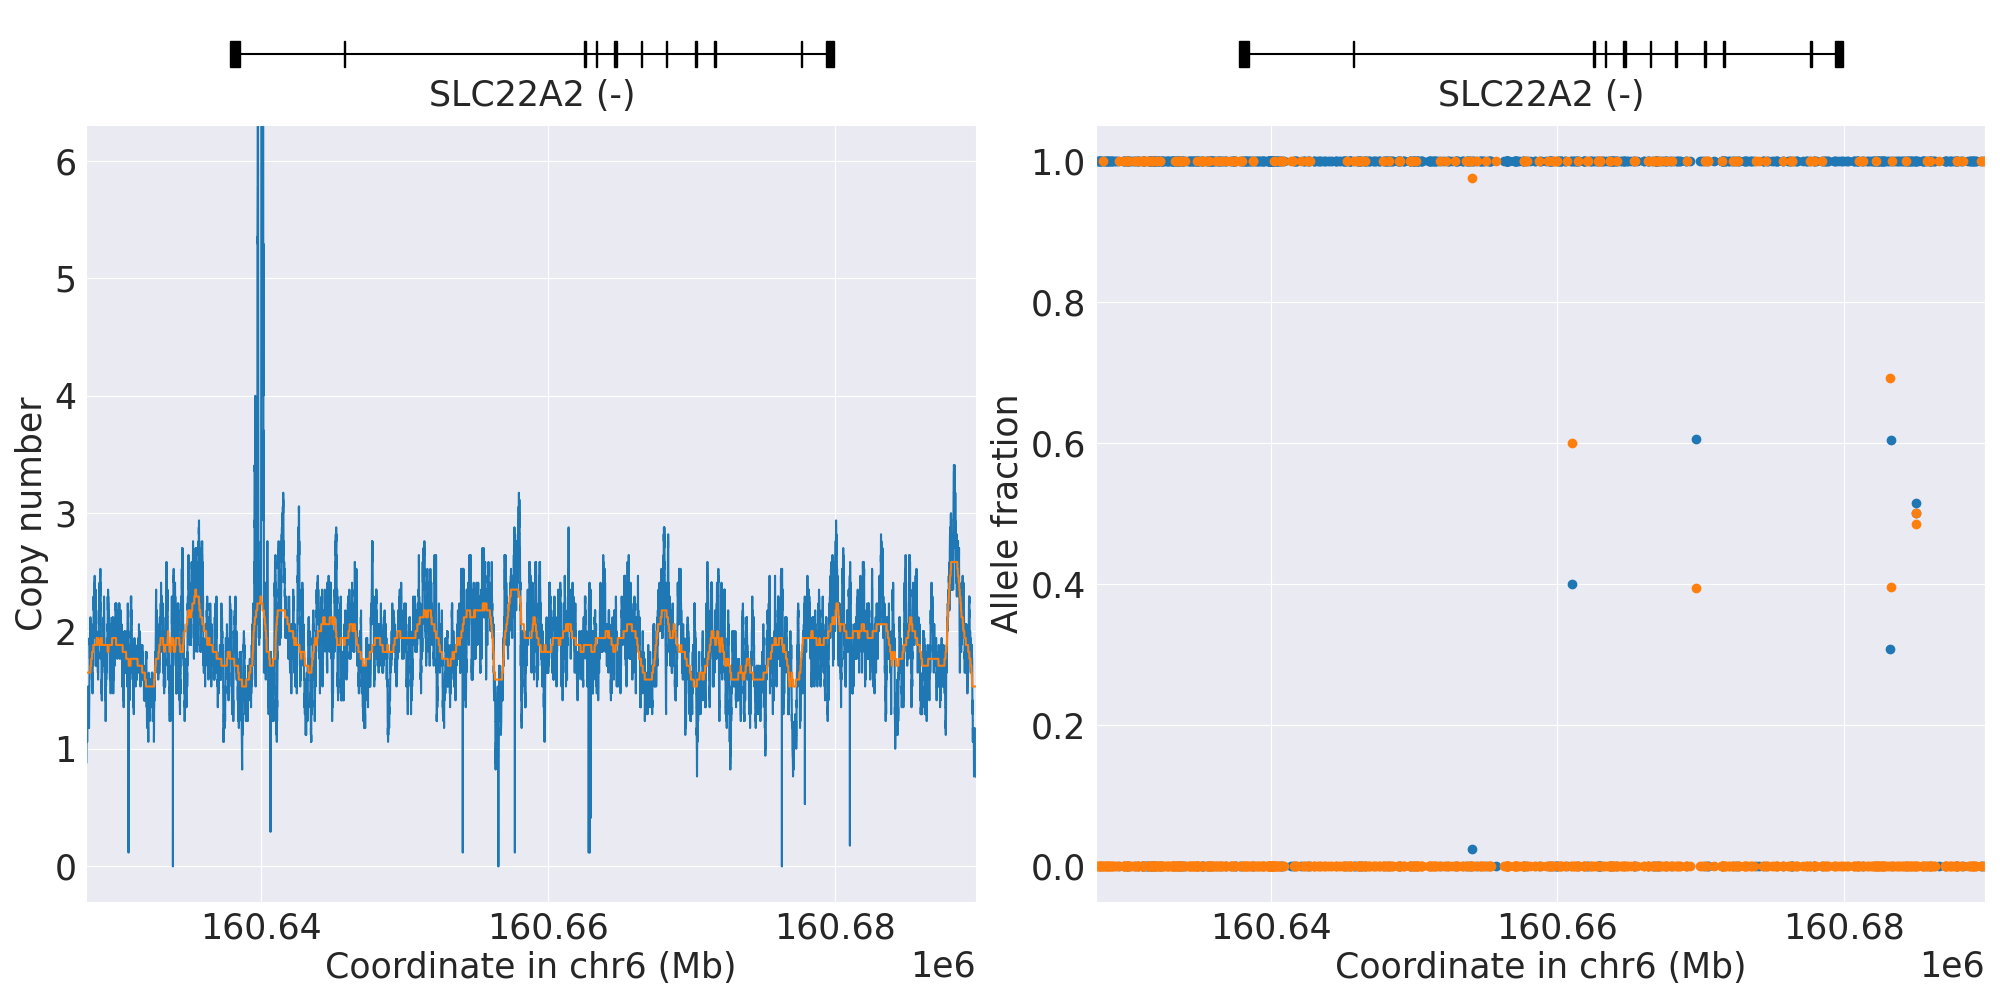 SLC22A2 (-)
Copy number
6
5
4
3
2
1
0
160.64
160.66
160.68
Coordinate in chr6 (Mb)
1e6
SLC22A2 (-)
Allele fraction
1.0
0.8
0.6
0.4
0.2
0.0
160.64
160.66
160.68
Coordinate in chr6 (Mb)
1e6